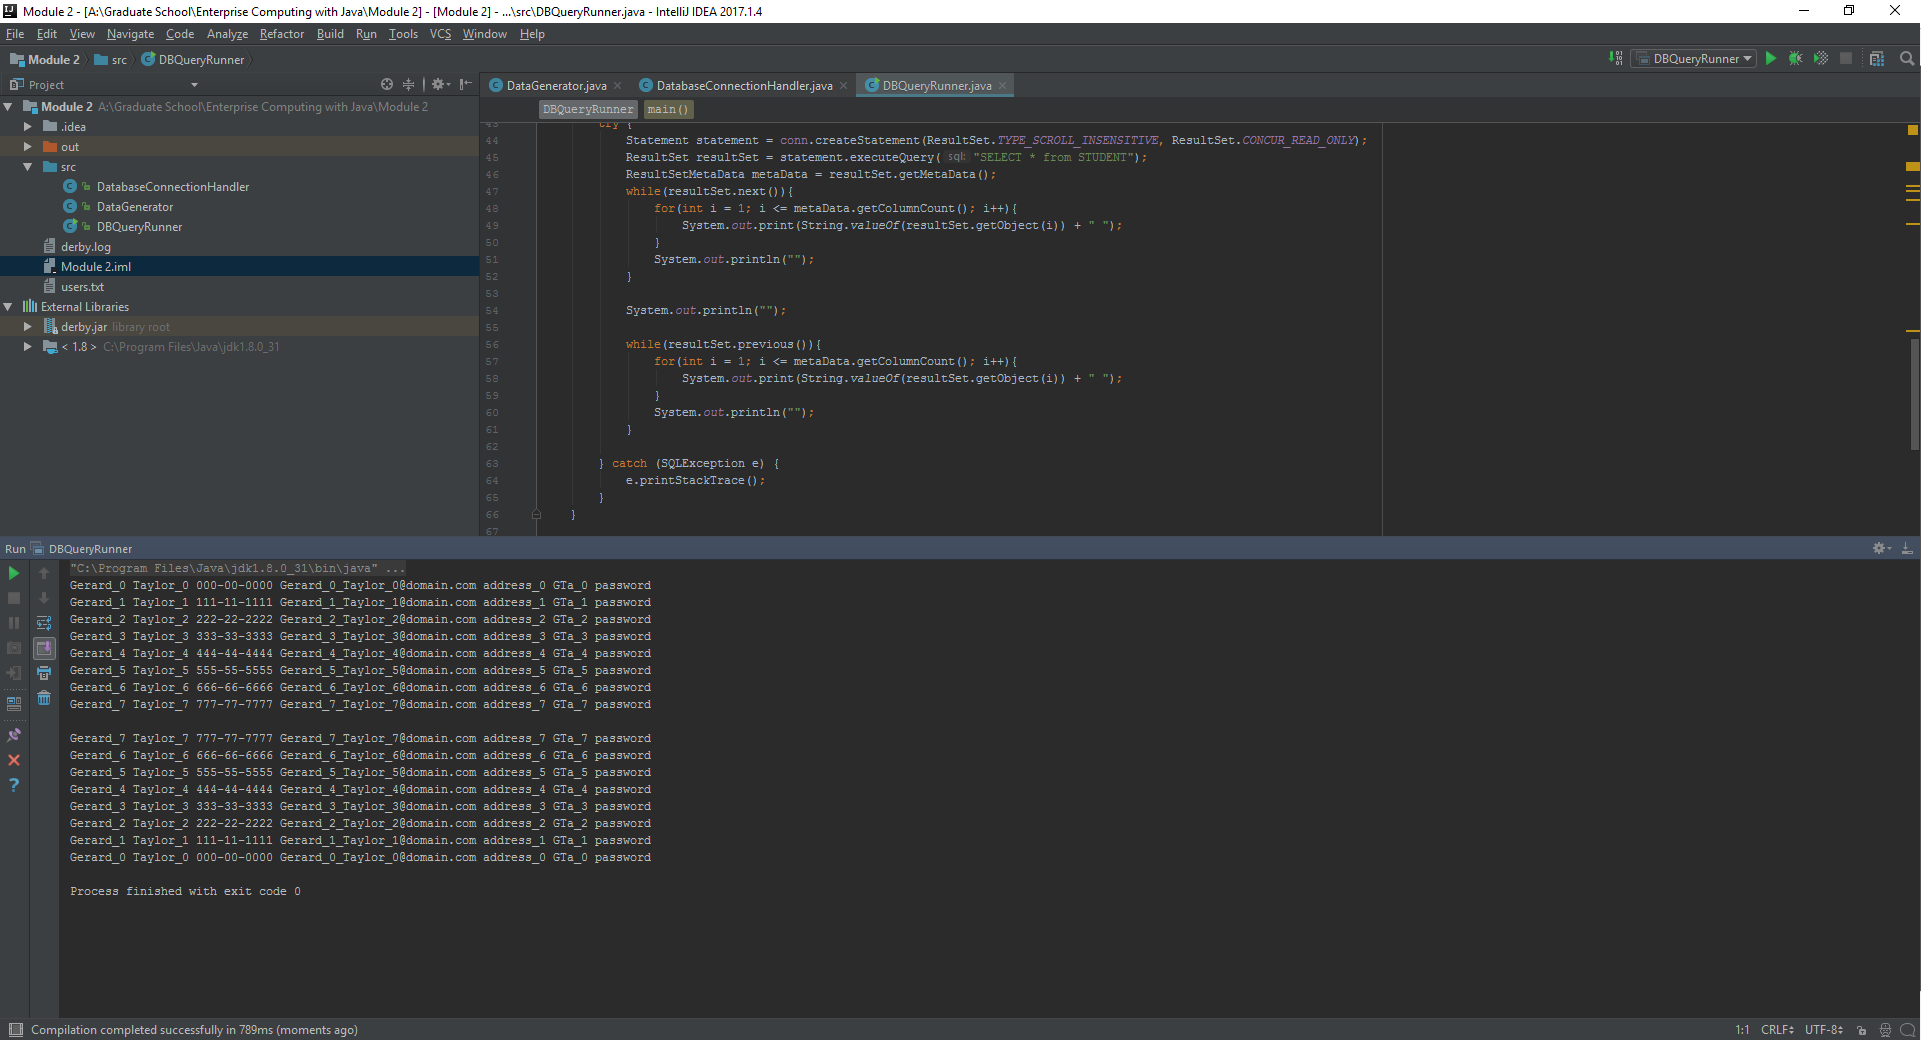 Module 2 - [A:\Graduate School\Enterprise Computing with Java\Module 2] - [Module 2] - ...\src\DBQueryRunner.java - IntelliJ IDEA 2017.1.4
File Edit View Navigate Code Analyze Refactor Build Run Tools VCS Window Help
Module 2 src DBQueryRunner
DBQueryRunner
Project
DataGenerator.java DatabaseConnectionHandler.java DBQueryRunner.java
Module 2 A:\Graduate School\Enterprise Computing with Java\Module 2
.idea
out
src
DatabaseConnectionHandler
DataGenerator
DBQueryRunner
derby.log
Module 2.iml
users.txt
External Libraries
derby.jar library root
< 1.8 > C:\Program Files\Java\jdk1.8.0_31
DBQueryRunner main()
43 try {
44 Statement statement = conn.createStatement(ResultSet.TYPE_SCROLL_INSENSITIVE, ResultSet.CONCUR_READ_ONLY);
45 ResultSet resultSet = statement.executeQuery( sql: "SELECT * from STUDENT");
46 ResultSetMetaData metaData = resultSet.getMetaData();
47 while(resultSet.next()){
48 for(int i = 1; i <= metaData.getColumnCount(); i++){
49 System.out.print(String.valueOf(resultSet.getObject(i)) + " ");
50 }
51 System.out.println("");
52 }
53
54 System.out.println("");
55
56 while(resultSet.previous()){
57 for(int i = 1; i <= metaData.getColumnCount(); i++){
58 System.out.print(String.valueOf(resultSet.getObject(i)) + " ");
59 }
60 System.out.println("");
61 }
62
63 } catch (SQLException e) {
64 e.printStackTrace();
65 }
66 }
67
Run DBQueryRunner
"C:\Program Files\Java\jdk1.8.0_31\bin\java" ...
Gerard_0 Taylor_0 000-00-0000 Gerard_0_Taylor_0@domain.com address_0 GTa_0 password
Gerard_1 Taylor_1 111-11-1111 Gerard_1_Taylor_1@domain.com address_1 GTa_1 password
Gerard_2 Taylor_2 222-22-2222 Gerard_2_Taylor_2@domain.com address_2 GTa_2 password
Gerard_3 Taylor_3 333-33-3333 Gerard_3_Taylor_3@domain.com address_3 GTa_3 password
Gerard_4 Taylor_4 444-44-4444 Gerard_4_Taylor_4@domain.com address_4 GTa_4 password
Gerard_5 Taylor_5 555-55-5555 Gerard_5_Taylor_5@domain.com address_5 GTa_5 password
Gerard_6 Taylor_6 666-66-6666 Gerard_6_Taylor_6@domain.com address_6 GTa_6 password
Gerard_7 Taylor_7 777-77-7777 Gerard_7_Taylor_7@domain.com address_7 GTa_7 password
Gerard_7 Taylor_7 777-77-7777 Gerard_7_Taylor_7@domain.com address_7 GTa_7 password
Gerard_6 Taylor_6 666-66-6666 Gerard_6_Taylor_6@domain.com address_6 GTa_6 password
Gerard_5 Taylor_5 555-55-5555 Gerard_5_Taylor_5@domain.com address_5 GTa_5 password
Gerard_4 Taylor_4 444-44-4444 Gerard_4_Taylor_4@domain.com address_4 GTa_4 password
Gerard_3 Taylor_3 333-33-3333 Gerard_3_Taylor_3@domain.com address_3 GTa_3 password
Gerard_2 Taylor_2 222-22-2222 Gerard_2_Taylor_2@domain.com address_2 GTa_2 password
Gerard_1 Taylor_1 111-11-1111 Gerard_1_Taylor_1@domain.com address_1 GTa_1 password
Gerard_0 Taylor_0 000-00-0000 Gerard_0_Taylor_0@domain.com address_0 GTa_0 password
Process finished with exit code 0
Compilation completed successfully in 789ms (moments ago)
1:1 CRLF UTF-8